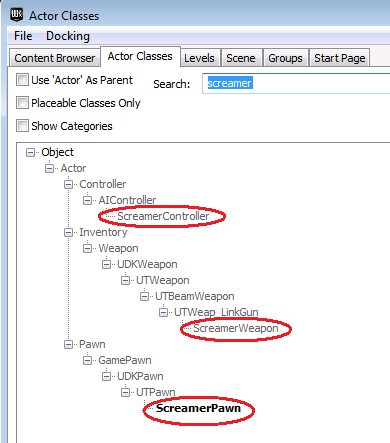 UDK Actor Classes
File Docking
Content Browser Actor Classes Levels Scene Groups Start Page
Use 'Actor' As Parent Search: screamer
Placeable Classes Only
Show Categories
Object
Actor
Controller
AIController
ScreamerController
Inventory
Weapon
UDKWeapon
UTWeapon
UTBeamWeapon
UTWeap_LinkGun
ScreamerWeapon
Pawn
GamePawn
UDKPawn
UTPawn
ScreamerPawn